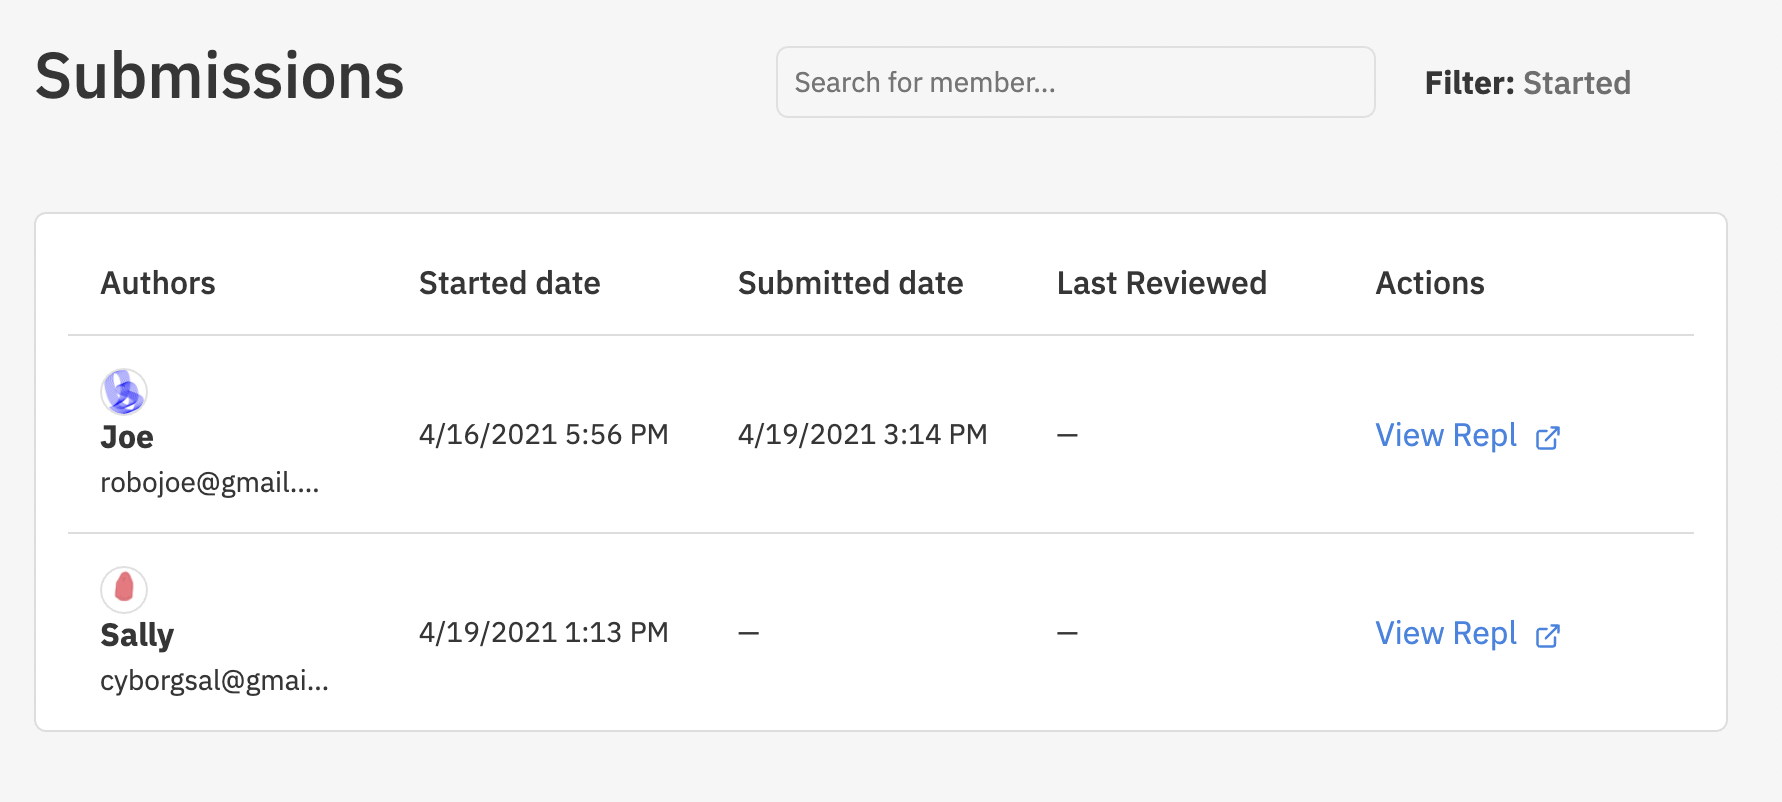 Submissions
Search for member...
Filter: Started
Authors Started date Submitted date Last Reviewed Actions
Joe
4/16/2021 5:56 PM 4/19/2021 3:14 PM — View Repl
robojoe@gmail....
Sally
4/19/2021 1:13 PM — — View Repl
cyborgsal@gmai...